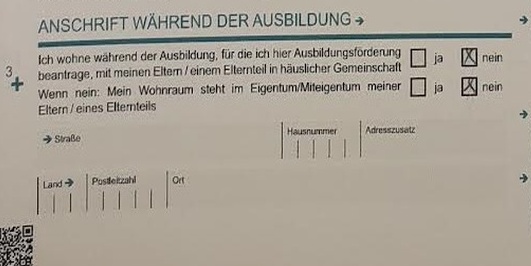 ANSCHRIFT WÄHREND DER AUSBILDUNG →
3
Ich wohne während der Ausbildung, für die ich hier Ausbildungsförderung
beantrage, mit meinen Eltern / einem Elternteil in häuslicher Gemeinschaft ☐ ja ☒ nein
Wenn nein: Mein Wohnraum steht im Eigentum/Miteigentum meiner ☐ ja ☒ nein
Eltern / eines Elternteils
→ Straße Hausnummer Adresszusatz
Land → Postleitzahl Ort